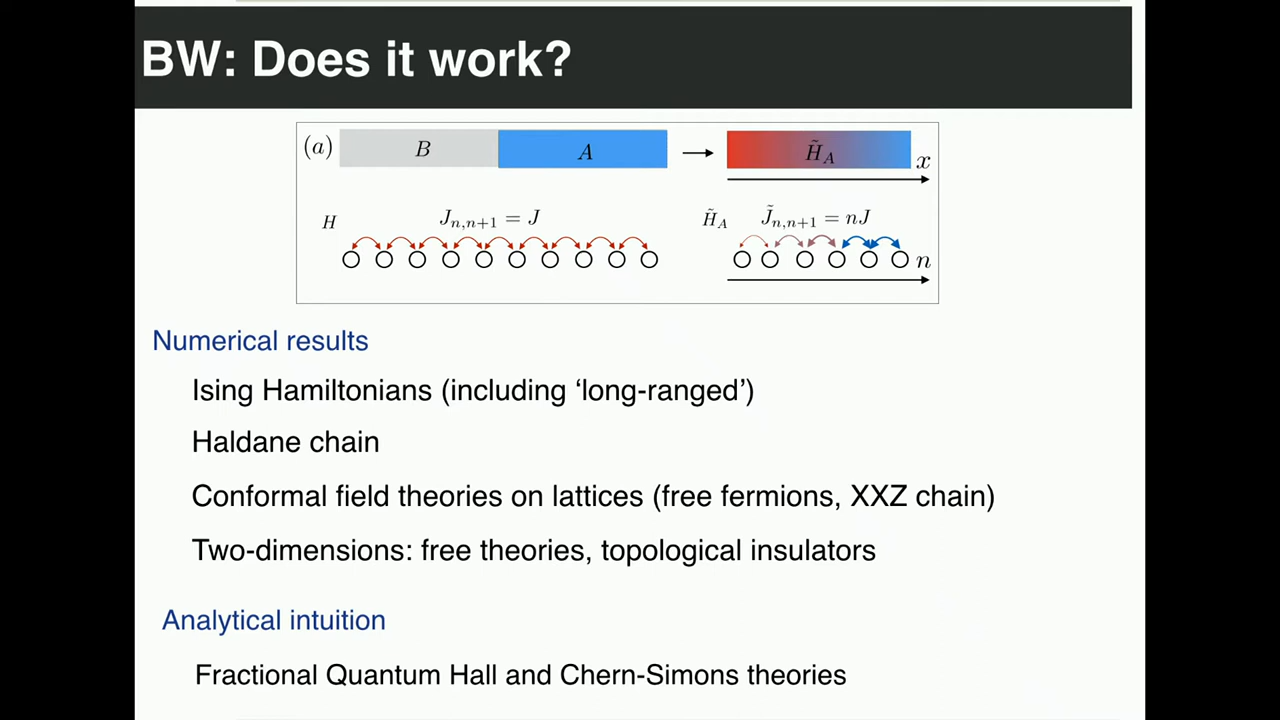 BW: Does it work?
(a) B A → H̃_A x
H J_{n,n+1} = J H̃_A J̃_{n,n+1} = nJ
n
Numerical results
Ising Hamiltonians (including ‘long-ranged’)
Haldane chain
Conformal field theories on lattices (free fermions, XXZ chain)
Two-dimensions: free theories, topological insulators
Analytical intuition
Fractional Quantum Hall and Chern-Simons theories